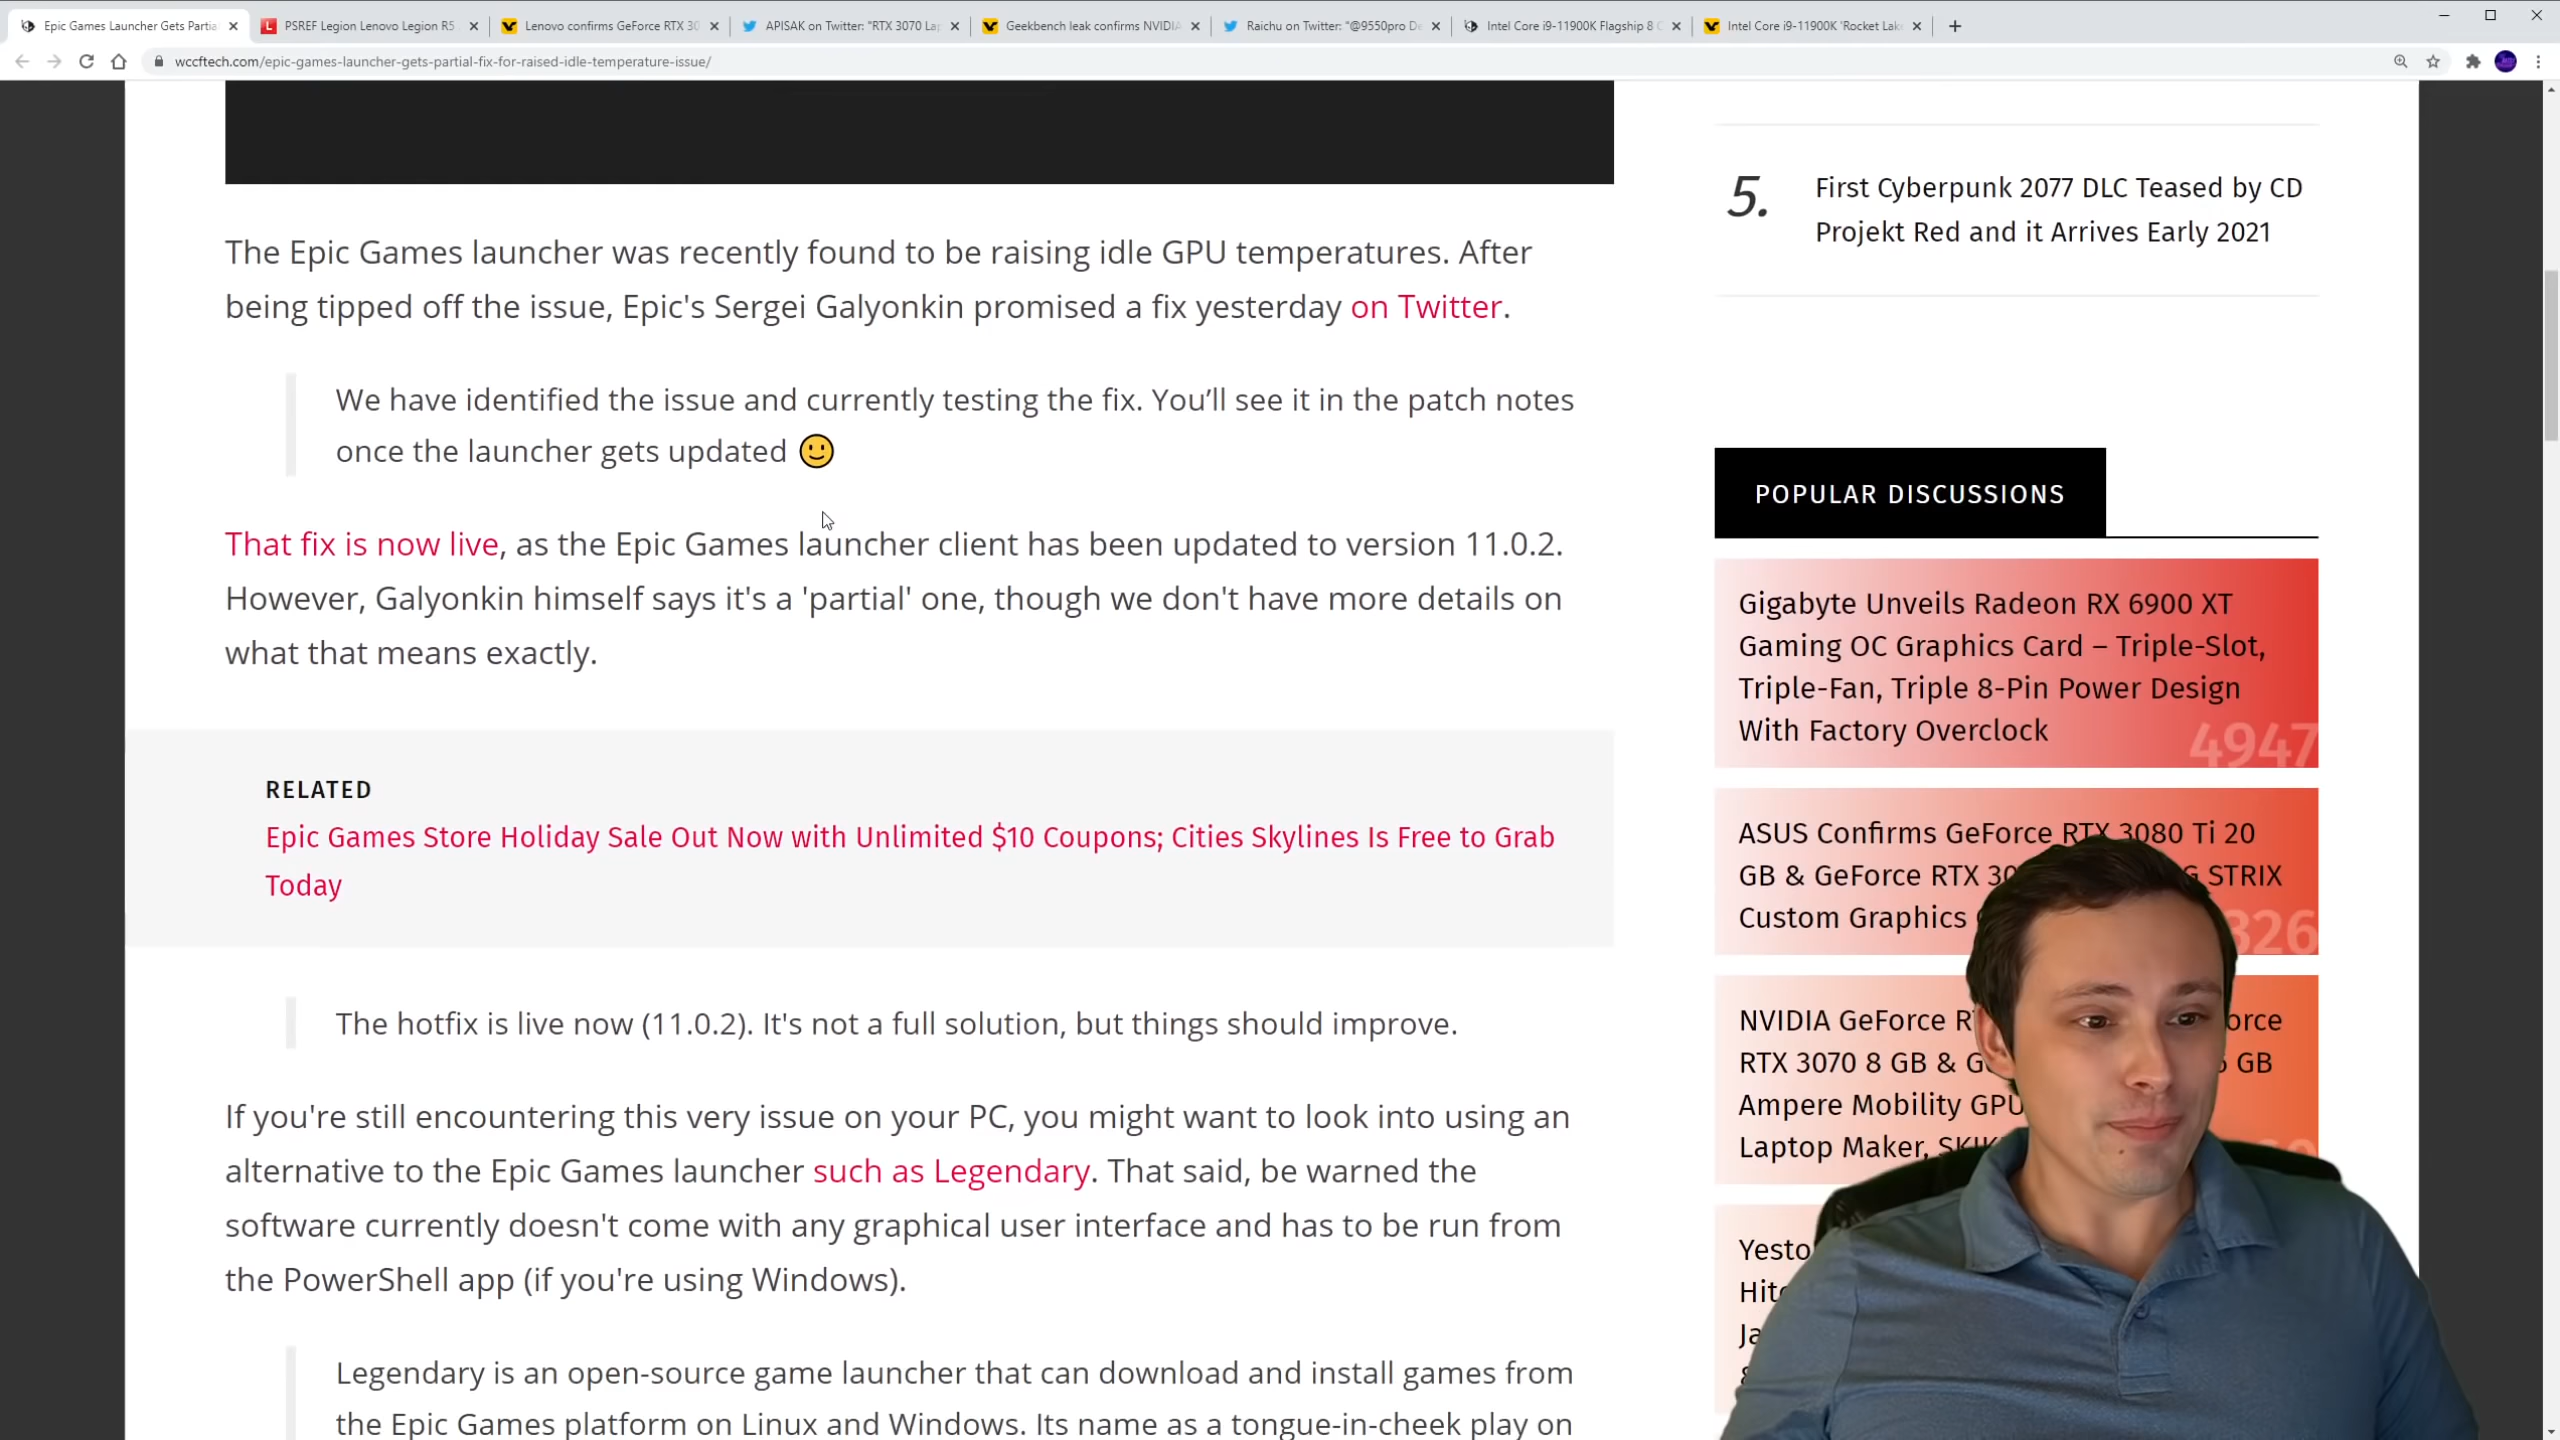 Epic Games Launcher Gets Partia
PSREF Legion Lenovo Legion R5
Lenovo confirms GeForce RTX 30
APISAK on Twitter: "RTX 3070 La
Geekbench leak confirms NVIDIA
Raichu on Twitter: "@9550pro De
Intel Core i9-11900K Flagship 8 C
Intel Core i9-11900K 'Rocket Lak
wccftech.com/epic-games-launcher-gets-partial-fix-for-raised-idle-temperature-issue/
The Epic Games launcher was recently found to be raising idle GPU temperatures. After
being tipped off the issue, Epic's Sergei Galyonkin promised a fix yesterday on Twitter.
We have identified the issue and currently testing the fix. You’ll see it in the patch notes
once the launcher gets updated 🙂
That fix is now live, as the Epic Games launcher client has been updated to version 11.0.2.
However, Galyonkin himself says it's a 'partial' one, though we don't have more details on
what that means exactly.
RELATED
Epic Games Store Holiday Sale Out Now with Unlimited $10 Coupons; Cities Skylines Is Free to Grab
Today
The hotfix is live now (11.0.2). It's not a full solution, but things should improve.
If you're still encountering this very issue on your PC, you might want to look into using an
alternative to the Epic Games launcher such as Legendary. That said, be warned the
software currently doesn't come with any graphical user interface and has to be run from
the PowerShell app (if you're using Windows).
Legendary is an open-source game launcher that can download and install games from
the Epic Games platform on Linux and Windows. Its name as a tongue-in-cheek play on
5.
First Cyberpunk 2077 DLC Teased by CD
Projekt Red and it Arrives Early 2021
POPULAR DISCUSSIONS
Gigabyte Unveils Radeon RX 6900 XT
Gaming OC Graphics Card – Triple-Slot,
Triple-Fan, Triple 8-Pin Power Design
With Factory Overclock
4947
ASUS Confirms GeForce RTX 3080 Ti 20
GB & GeForce RTX 30 STRIX
Custom Graphics
326
NVIDIA GeForce
RTX 3070 8 GB & GB
Ampere Mobility GPU
Laptop Maker,